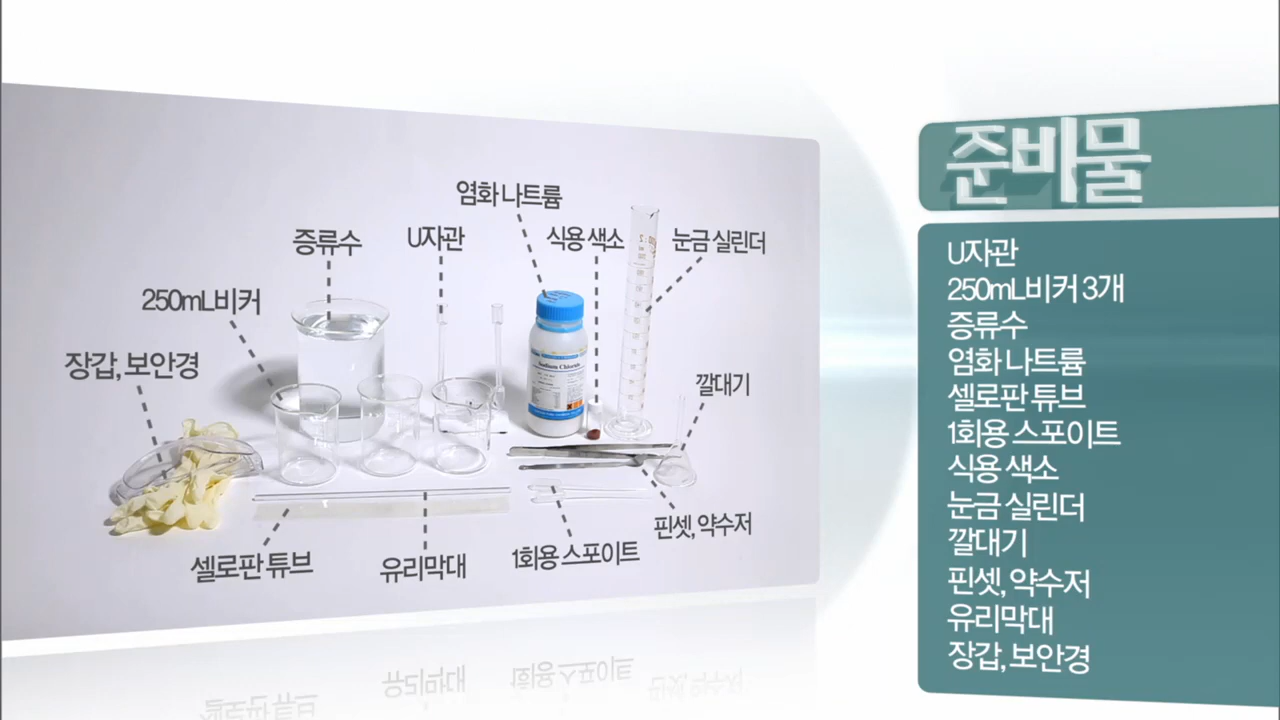 준비물
U자관
250mL비커 3개
증류수
염화 나트륨
셀로판 튜브
1회용 스포이트
식용 색소
눈금 실린더
깔대기
핀셋, 약수저
유리막대
장갑, 보안경
염화 나트륨
증류수
U자관
식용 색소
눈금 실린더
250mL비커
장갑, 보안경
깔대기
Sodium Chloride
핀셋, 약수저
셀로판 튜브
유리막대
1회용 스포이트